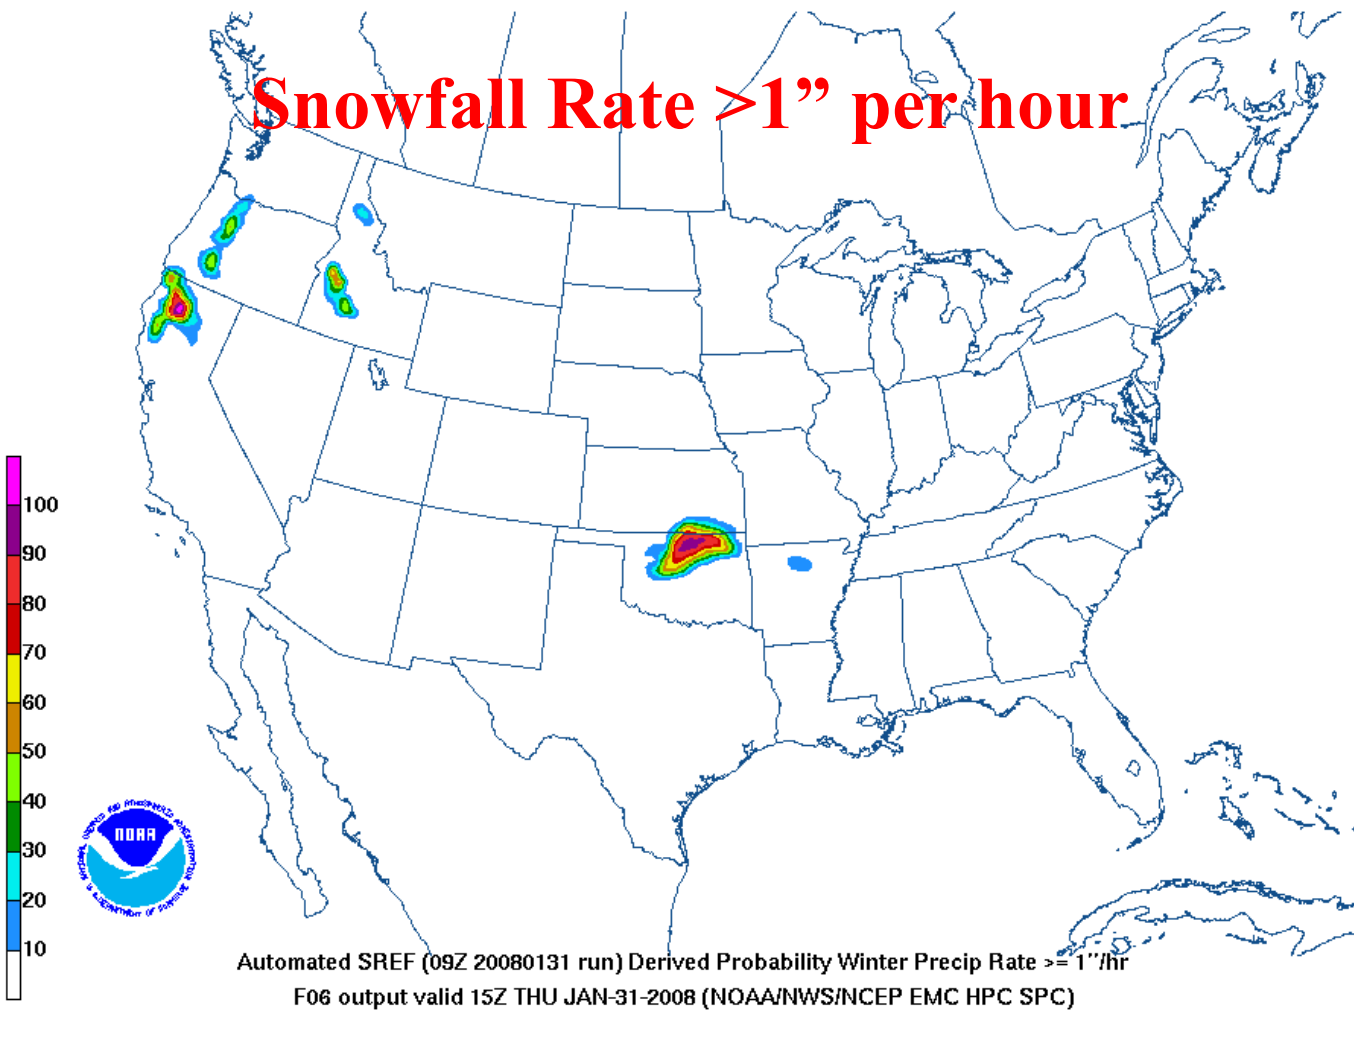 Snowfall Rate >1” per hour
100
90
80
70
60
50
40
30
20
10
NOAA
Automated SREF (09Z 20080131 run) Derived Probability Winter Precip Rate >= 1"/hr
F06 output valid 15Z THU JAN-31-2008 (NOAA/NWS/NCEP EMC HPC SPC)